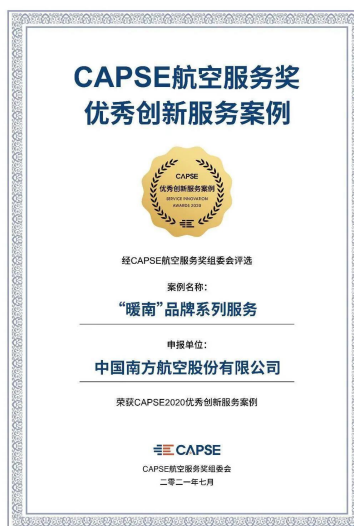 CAPSE航空服务奖
优秀创新服务案例
CAPSE
优秀创新服务案例
SERVICE INNOVATION
AWARDS 2020
经CAPSE航空服务奖组委会评选
案例名称：
“暖南”品牌系列服务
申报单位：
中国南方航空股份有限公司
荣获CAPSE2020优秀创新服务案例
CAPSE
CAPSE航空服务奖组委会
二零二一年七月